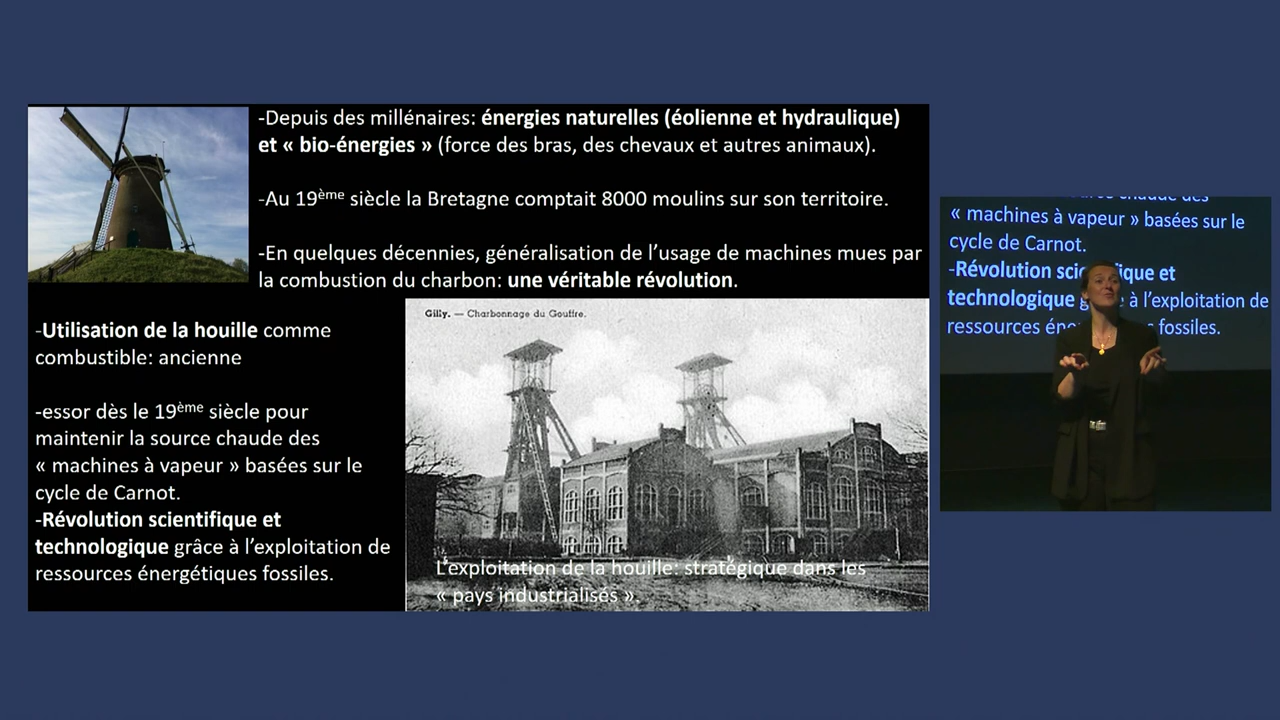 -Depuis des millénaires: énergies naturelles (éolienne et hydraulique)
et « bio-énergies » (force des bras, des chevaux et autres animaux).
-Au 19ème siècle la Bretagne comptait 8000 moulins sur son territoire.
-En quelques décennies, généralisation de l’usage de machines mues par
la combustion du charbon: une véritable révolution.
-Utilisation de la houille comme
combustible: ancienne
-essor dès le 19ème siècle pour
maintenir la source chaude des
« machines à vapeur » basées sur le
cycle de Carnot.
-Révolution scientifique et
technologique grâce à l’exploitation de
ressources énergétiques fossiles.
Gilly. — Charbonnage du Gouffre.
L’exploitation de la houille: stratégique dans les
« pays industrialisés ».
chaude des
« machines à vapeur » basées sur le
cycle de Carnot.
-Révolution ique et
technologique à l’exploitation de
ressources fossiles.